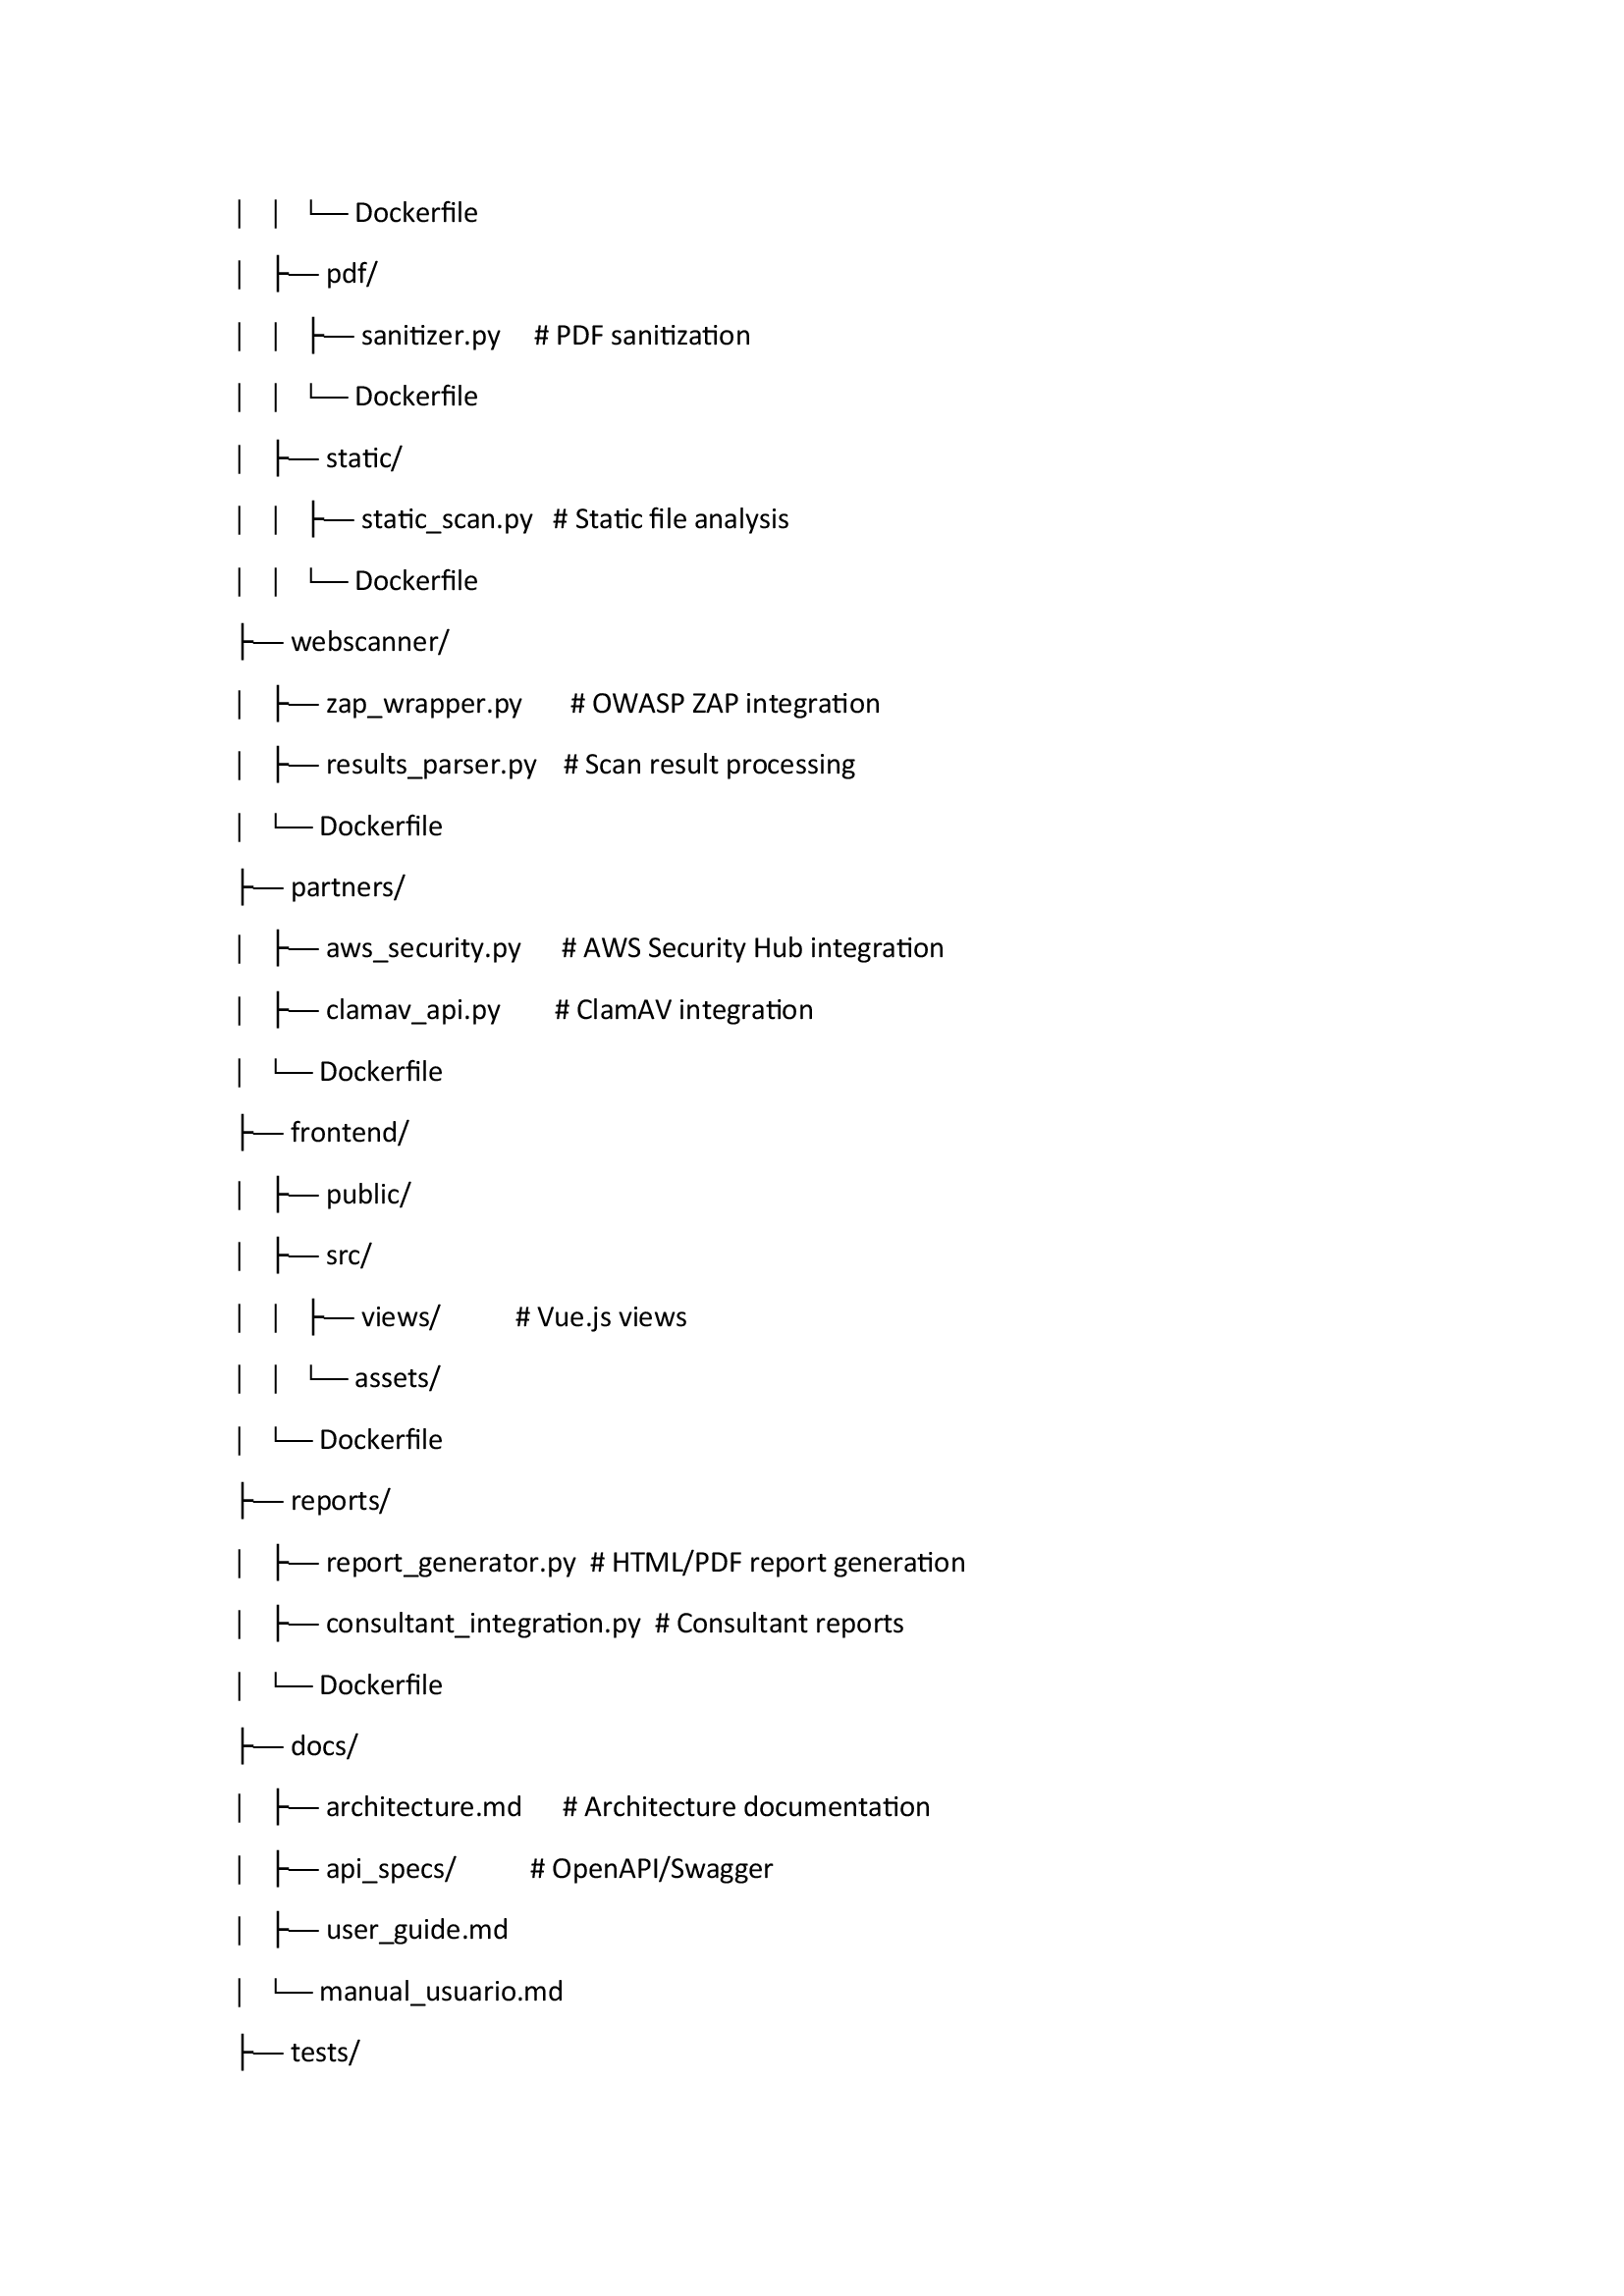 │   │   └── Dockerfile
│   ├── pdf/
│   │   ├── sanitizer.py     # PDF sanitization
│   │   └── Dockerfile
│   ├── static/
│   │   ├── static_scan.py   # Static file analysis
│   │   └── Dockerfile
├── webscanner/
│   ├── zap_wrapper.py       # OWASP ZAP integration
│   ├── results_parser.py    # Scan result processing
│   └── Dockerfile
├── partners/
│   ├── aws_security.py      # AWS Security Hub integration
│   ├── clamav_api.py        # ClamAV integration
│   └── Dockerfile
├── frontend/
│   ├── public/
│   ├── src/
│   │   ├── views/           # Vue.js views
│   │   └── assets/
│   └── Dockerfile
├── reports/
│   ├── report_generator.py  # HTML/PDF report generation
│   ├── consultant_integration.py  # Consultant reports
│   └── Dockerfile
├── docs/
│   ├── architecture.md      # Architecture documentation
│   ├── api_specs/           # OpenAPI/Swagger
│   ├── user_guide.md
│   └── manual_usuario.md
├── tests/